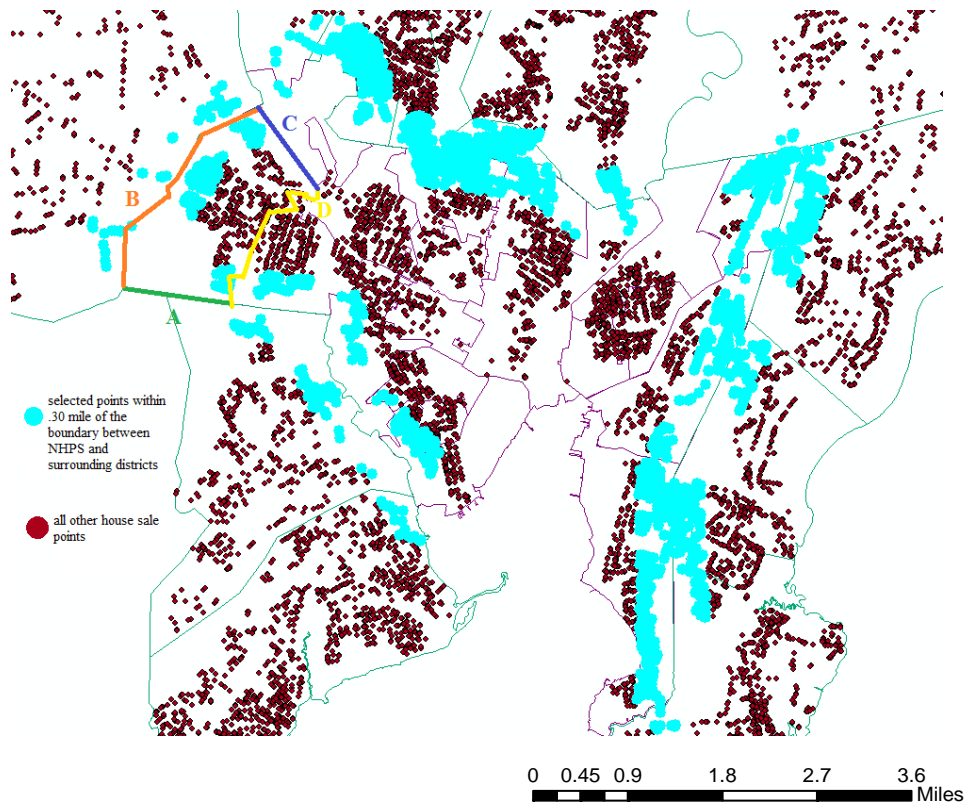 C
B
D
A
selected points within
.30 mile of the
boundary between
NHPS and
surrounding districts
all other house sale
points
0 0.45 0.9 1.8 2.7 3.6
Miles